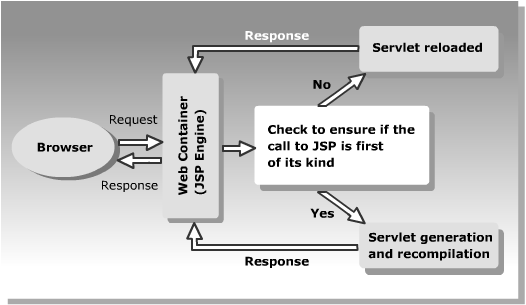 Response
Servlet reloaded
No
Request
Browser
Response
Web Container
(JSP Engine)
Check to ensure if the
call to JSP is first
of its kind
Yes
Servlet generation
and recompilation
Response